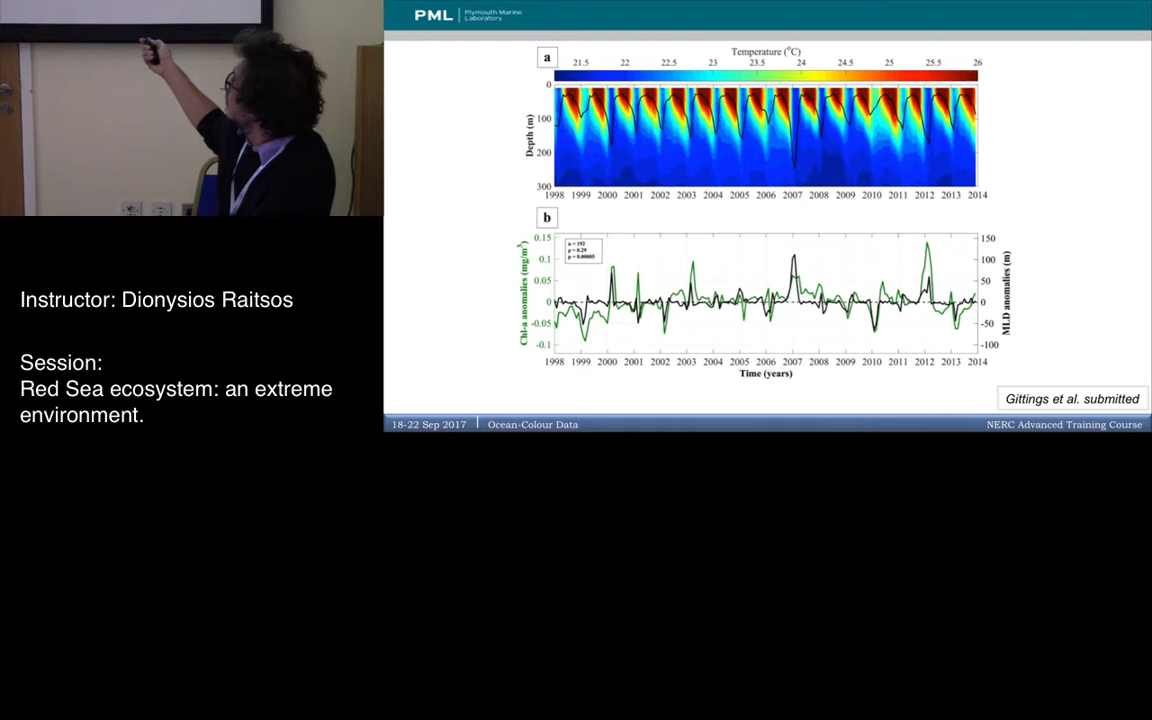 PML | Plymouth Marine
Laboratory
a
Temperature (°C)
21.5 22 22.5 23 23.5 24 24.5 25 25.5 26
Depth (m)
0
100
200
300
1998 1999 2000 2001 2002 2003 2004 2005 2006 2007 2008 2009 2010 2011 2012 2013 2014
b
Chl-a anomalies (mg/m³)
0.15
0.1
0.05
0
-0.05
-0.1
n = 192
p = 0.00005
150
100
50
0
-50
-100
MLD anomalies (m)
1998 1999 2000 2001 2002 2003 2004 2005 2006 2007 2008 2009 2010 2011 2012 2013 2014
Time (years)
Gittings et al. submitted
18-22 Sep 2017 | Ocean-Colour Data
NERC Advanced Training Course
Instructor: Dionysios Raitsos
Session:
Red Sea ecosystem: an extreme
environment.